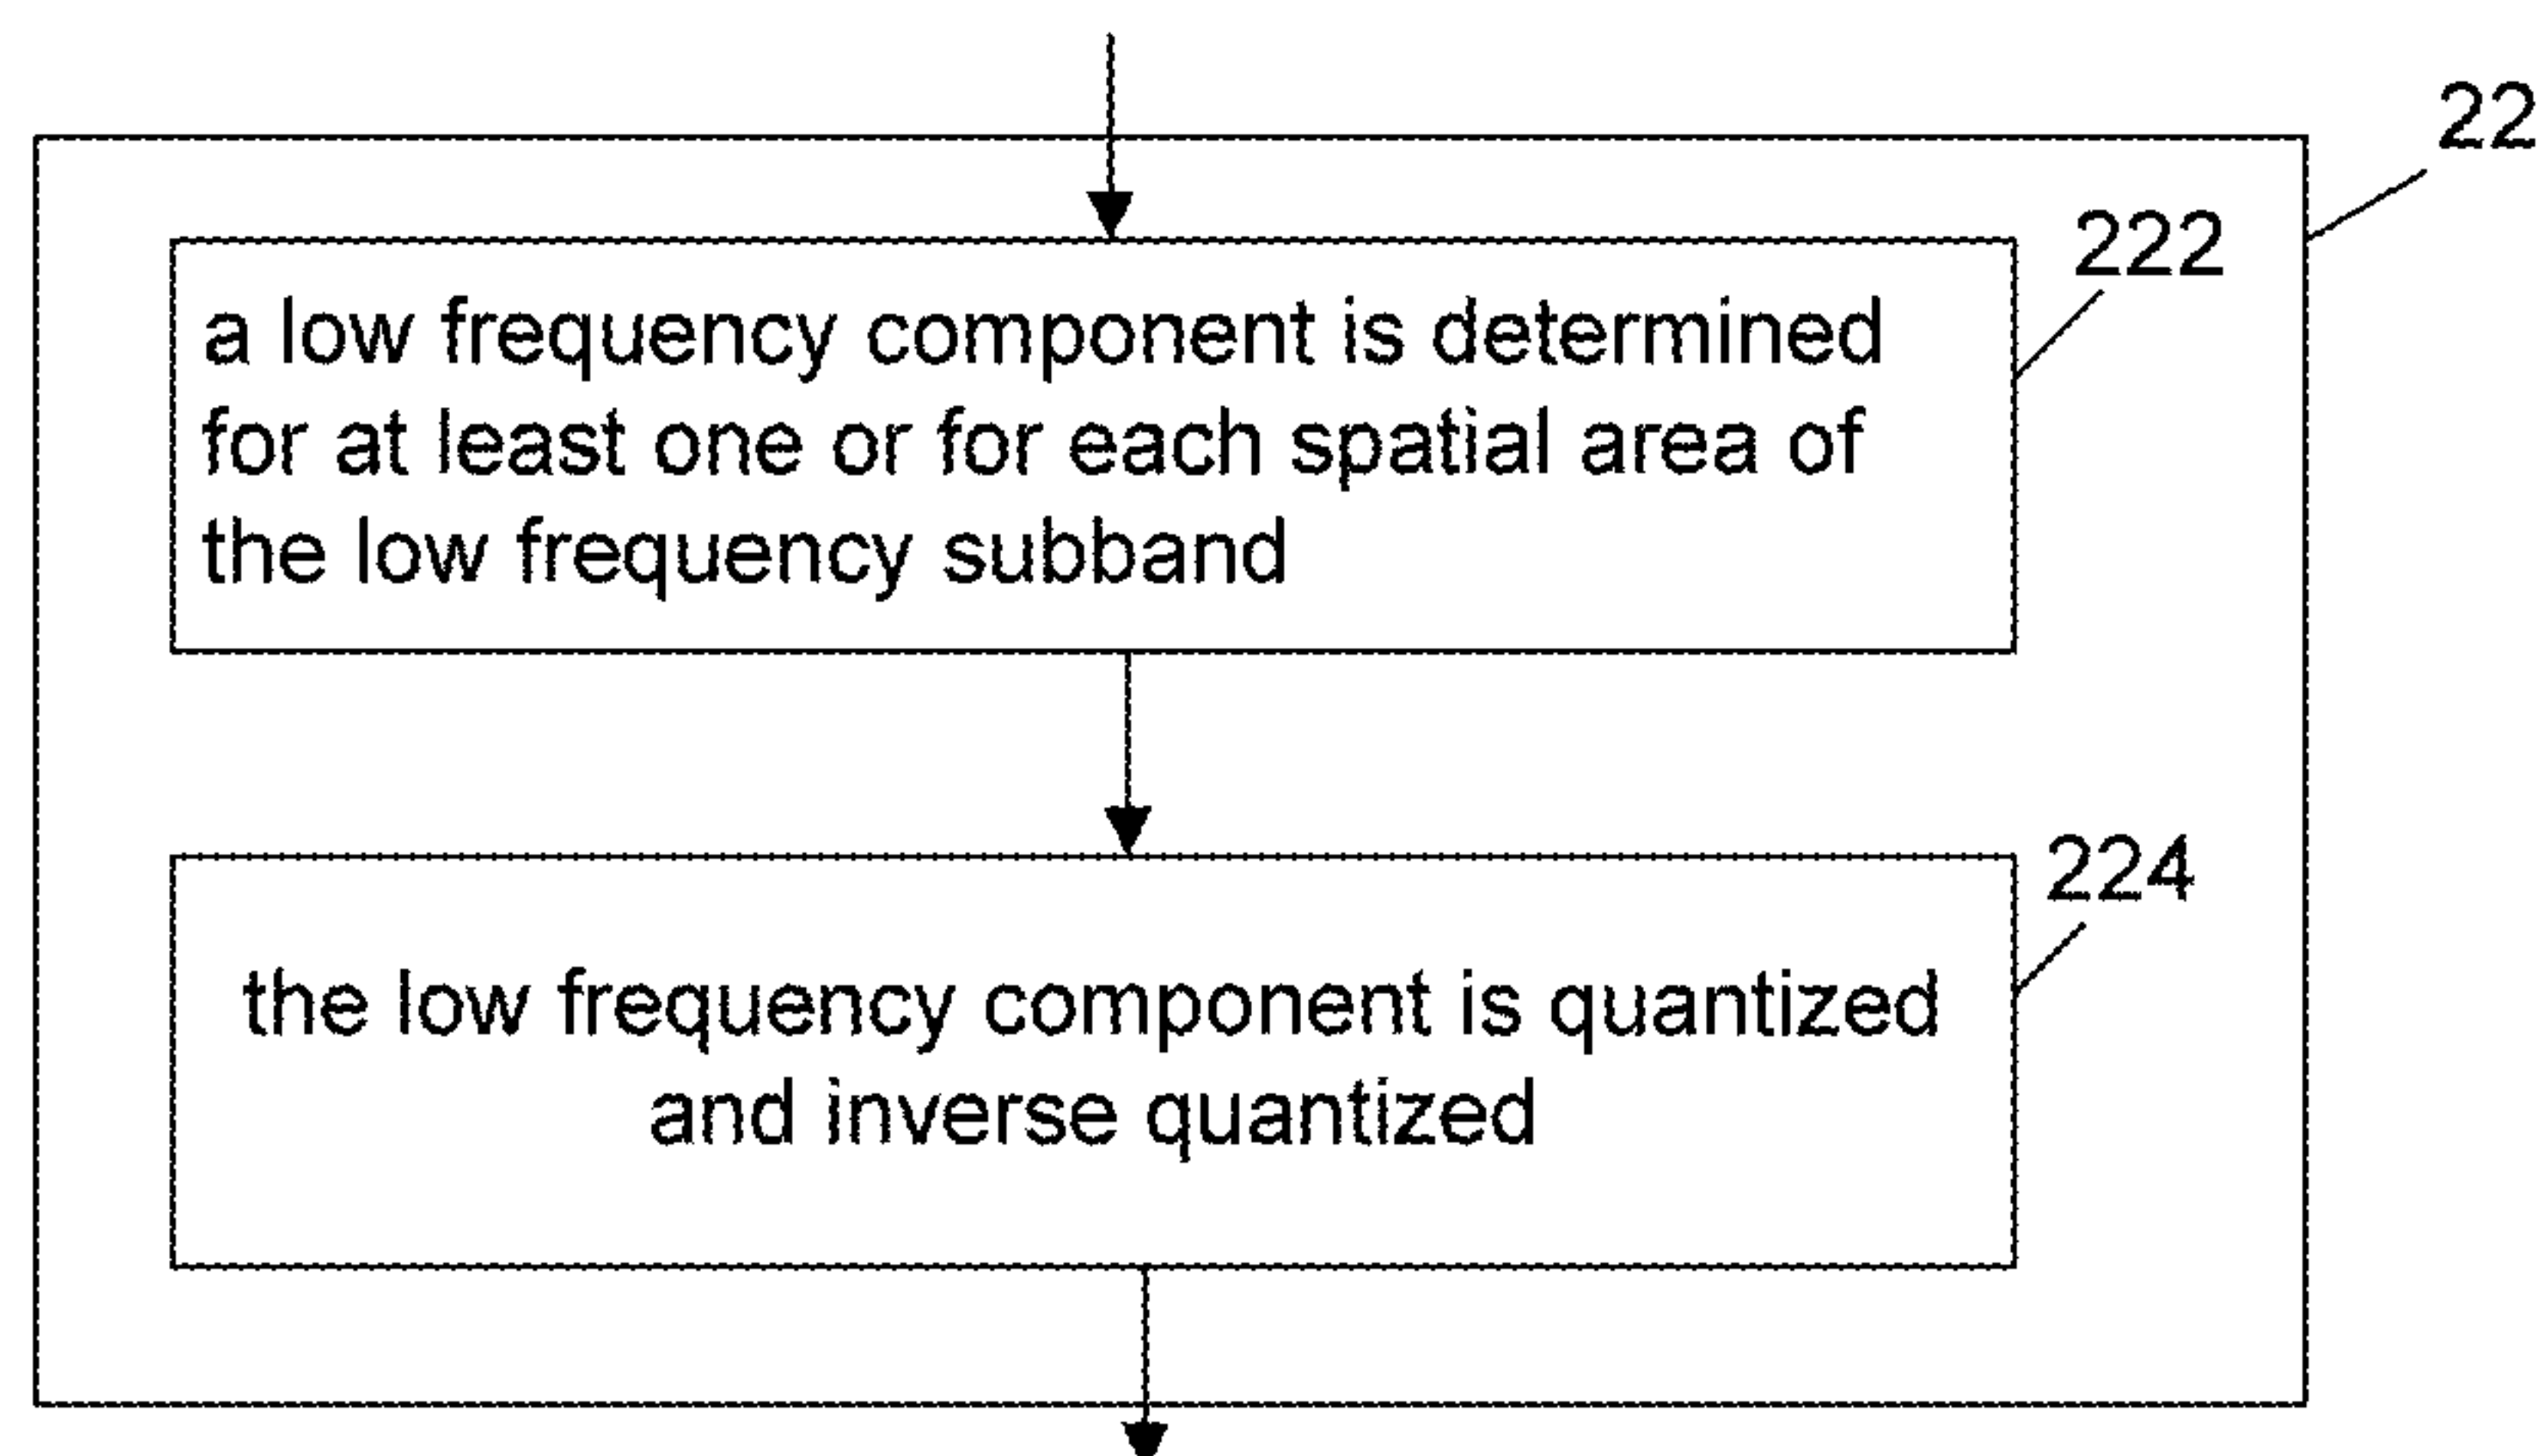 22
222
a low frequency component is determined
for at least one or for each spatial area of
the low frequency subband
224
the low frequency component is quantized
and inverse quantized